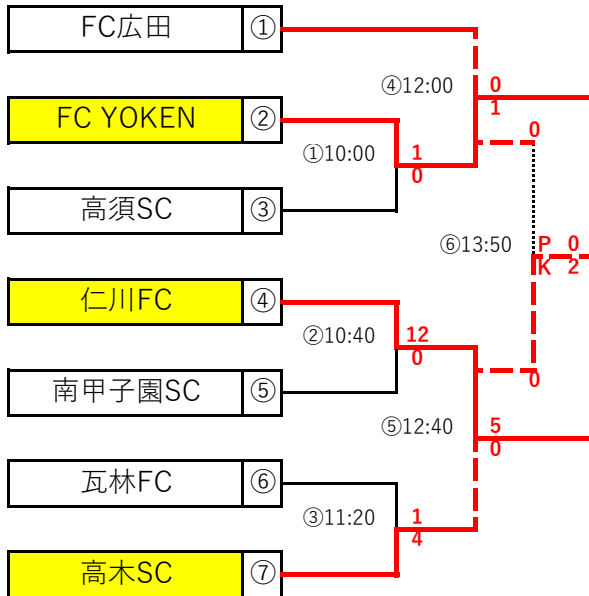 FC広田 ①
④12:00 0
1
FC YOKEN ②
0
①10:00 1
0
高須SC ③
⑥13:50 P 0
K 2
仁川FC ④
②10:40 12
0
0
南甲子園SC ⑤
⑤12:40 5
0
瓦林FC ⑥
③11:20 1
4
高木SC ⑦